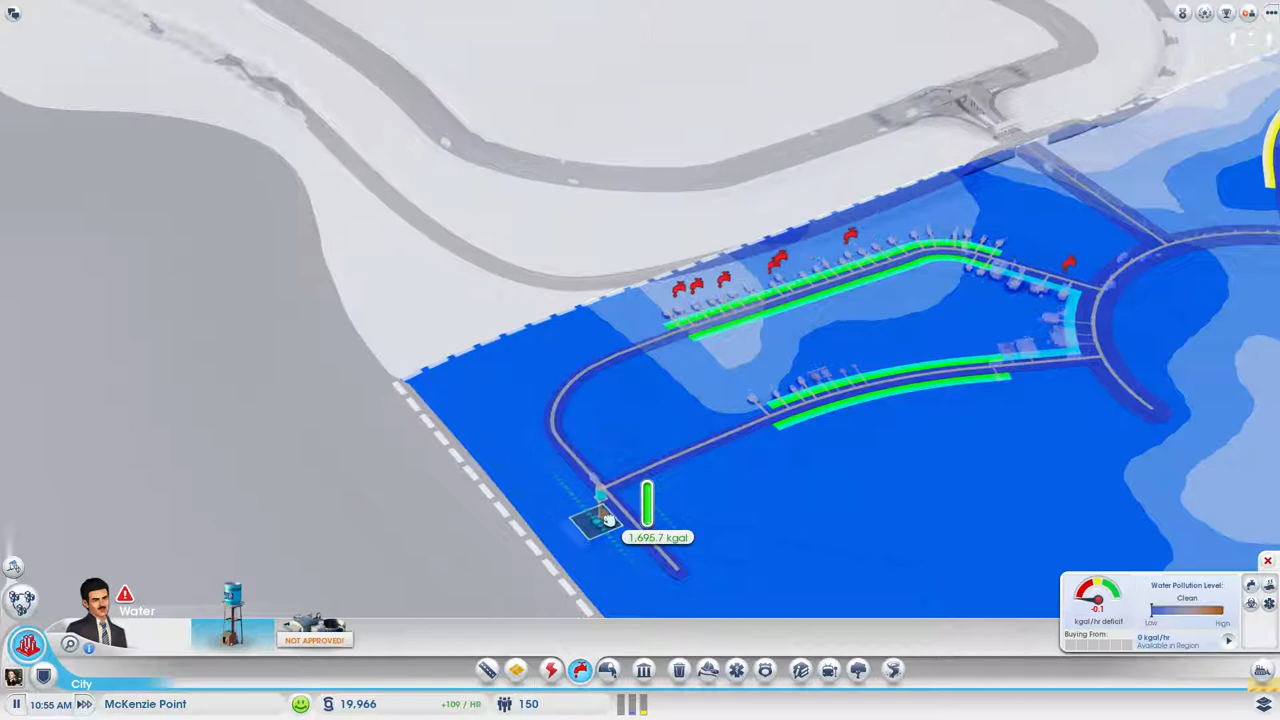 1,695.7 kgal
Water
NOT APPROVED!
-0.1
kgal/hr deficit
Water Pollution Level:
Clean
Low
High
Buying From:
0 kgal/hr
Available in Region
City
10:55 AM
McKenzie Point
19,966
+109 / HR
150